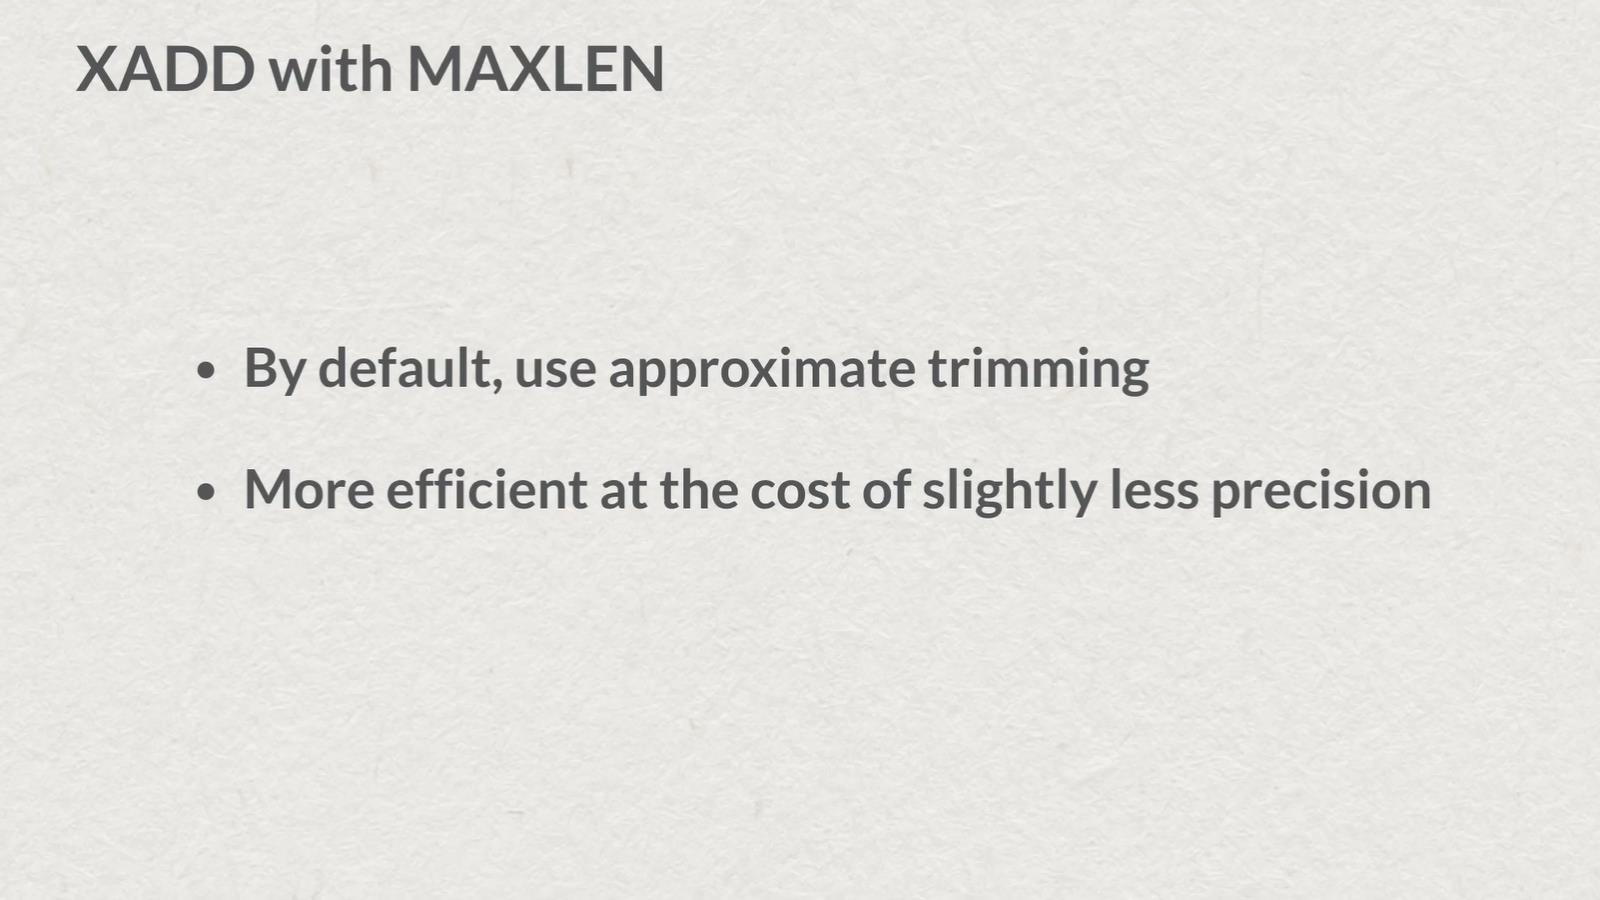 XADD with MAXLEN
• By default, use approximate trimming
• More efficient at the cost of slightly less precision